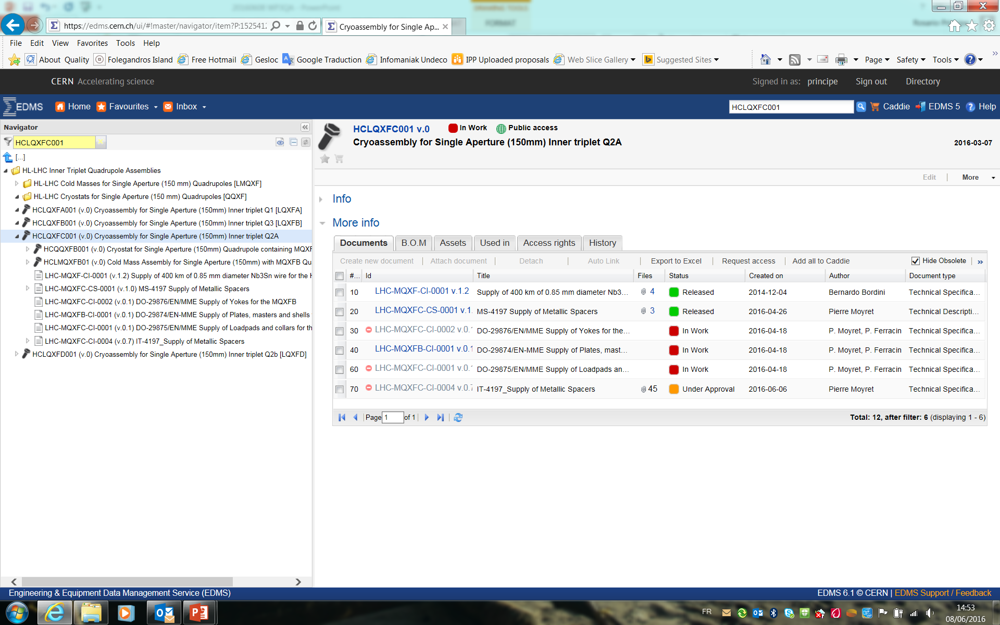 https://edms.cern.ch/ui/#!master/navigator/item?P:1525412
Cryoassembly for Single Ap...
File Edit View Favorites Tools Help
About Quality Folegandros Island Free Hotmail Gesloc Google Traduction Infomaniak Undeco IPP Uploaded proposals Web Slice Gallery Suggested Sites Page Safety Tools
CERN Accelerating science Signed in as: principe Sign out Directory
EDMS Home Favourites Inbox HCLQXFC001 Caddie EDMS 5 Help
Navigator
HCLQXFC001
[...]
HL-LHC Inner Triplet Quadrupole Assemblies
HL-LHC Cold Masses for Single Aperture (150 mm) Quadrupoles [LMQXF]
HL-LHC Cryostats for Single Aperture (150 mm) Quadrupoles [QQXF]
HCLQXFA001 (v.0) Cryoassembly for Single Aperture (150mm) Inner triplet Q1 [LQXFA]
HCLQXFB001 (v.0) Cryoassembly for Single Aperture (150mm) Inner triplet Q3 [LQXFB]
HCLQXFC001 (v.0) Cryoassembly for Single Aperture (150mm) Inner triplet Q2A
HCQQXFB001 (v.0) Cryostat for Single Aperture (150mm) Quadrupole containing MQXF
HCLMQXFB01 (v.0) Cold Mass Assembly for Single Aperture (150mm) with MQXFB Qu
LHC-MQXF-CI-0001 (v.1.2) Supply of 400 km of 0.85 mm diameter Nb3Sn wire for the H
LHC-MQXFC-CS-0001 (v.1.0) MS-4197 Supply of Metallic Spacers
LHC-MQXFC-CI-0002 (v.0.1) DO-29876/EN/MME Supply of Yokes for the MQXFB
LHC-MQXFB-CI-0001 (v.0.1) DO-29874/EN-MME Supply of Plates, masters and shells
LHC-MQXFC-CI-0001 (v.0.1) DO-29875/EN/MME Supply of Loadpads and collars for th
LHC-MQXFC-CI-0004 (v.0.7) IT-4197_Supply of Metallic Spacers
HCLQXFD001 (v.0) Cryoassembly for Single Aperture (150mm) Inner triplet Q2b [LQXFD]
HCLQXFC001 v.0 In Work Public access
Cryoassembly for Single Aperture (150mm) Inner triplet Q2A
2016-03-07
Edit | More
Info
More info
Documents B.O.M Assets Used in Access rights History
Create new document | Attach document | Detach | Auto Link | Export to Excel | Request access | Add all to Caddie Hide Obsolete | »
#... Id Title Files Status Created on Author Document type
10 LHC-MQXF-CI-0001 v.1.2 Supply of 400 km of 0.85 mm diameter Nb3... 4 Released 2014-12-04 Bernardo Bordini Technical Specifica...
20 LHC-MQXFC-CS-0001 v.1. MS-4197 Supply of Metallic Spacers 3 Released 2016-04-26 Pierre Moyret Technical Descripti...
30 LHC-MQXFC-CI-0002 v.0.1 DO-29876/EN/MME Supply of Yokes for the... In Work 2016-04-18 P. Moyret, P. Ferracin Technical Specifica...
40 LHC-MQXFB-CI-0001 v.0.1 DO-29874/EN-MME Supply of Plates, mast... In Work 2016-04-18 P. Moyret, P. Ferracin Technical Specifica...
60 LHC-MQXFC-CI-0001 v.0.1 DO-29875/EN/MME Supply of Loadpads an... In Work 2016-04-18 P. Moyret, P. Ferracin Technical Specifica...
70 LHC-MQXFC-CI-0004 v.0.7 IT-4197_Supply of Metallic Spacers 45 Under Approval 2016-06-06 Pierre Moyret Technical Specifica...
Page 1 of 1 Total: 12, after filter: 6 (displaying 1 - 6)
Engineering & Equipment Data Management Service (EDMS) EDMS 6.1 © CERN | EDMS Support / Feedback
FR
14:53
08/06/2016